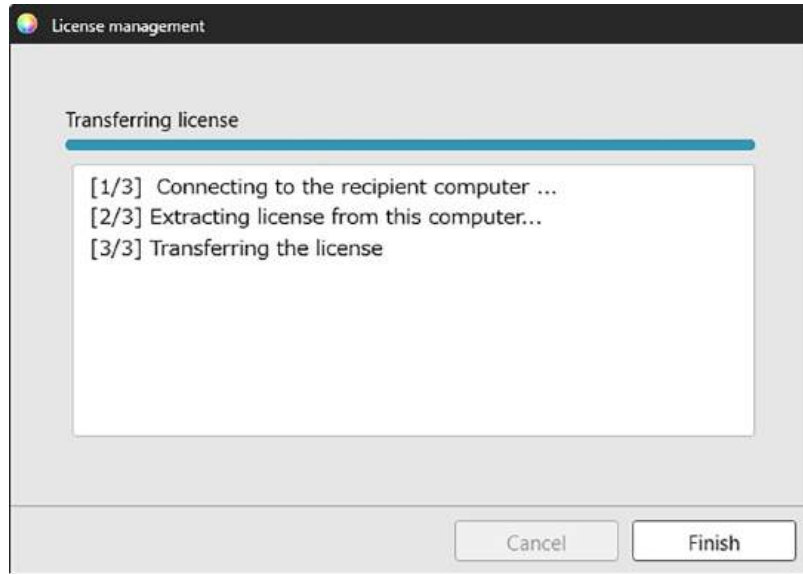 License management
Transferring license
[1/3] Connecting to the recipient computer ...
[2/3] Extracting license from this computer...
[3/3] Transferring the license
Cancel
Finish